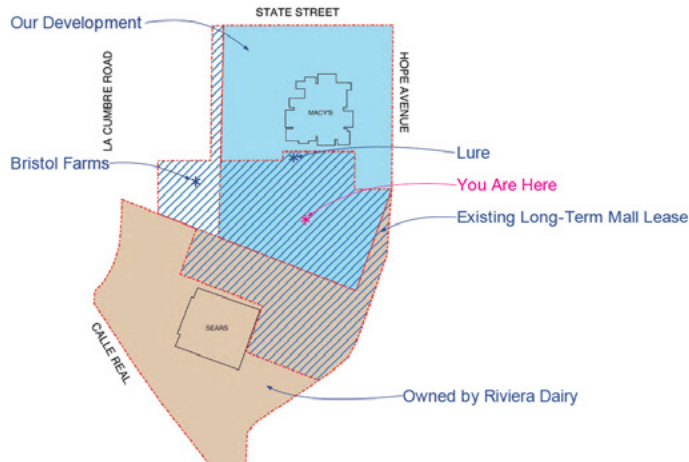 STATE STREET
Our Development
LA CUMBRE ROAD
HOPE AVENUE
MACY'S
Lure
Bristol Farms
You Are Here
Existing Long-Term Mall Lease
SEARS
CALLE REAL
Owned by Riviera Dairy